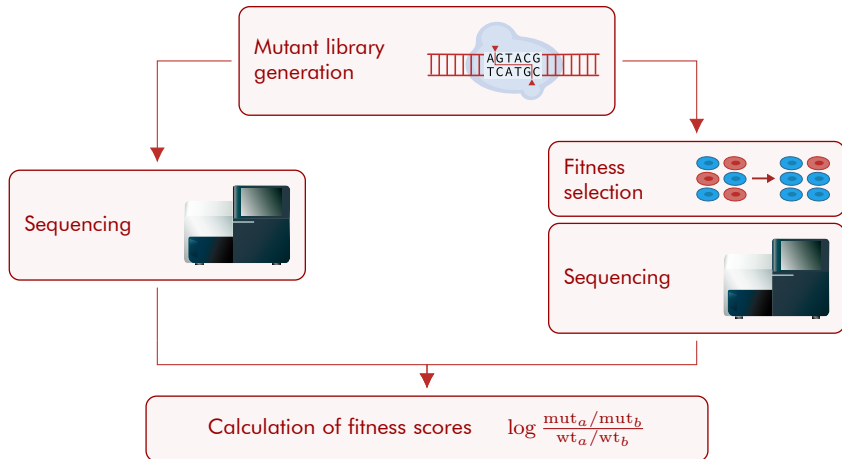 Mutant library
generation
AGTACG
TCATGC
Fitness
selection
Sequencing
Sequencing
Calculation of fitness scores log mut_a/mut_b
wt_a/wt_b